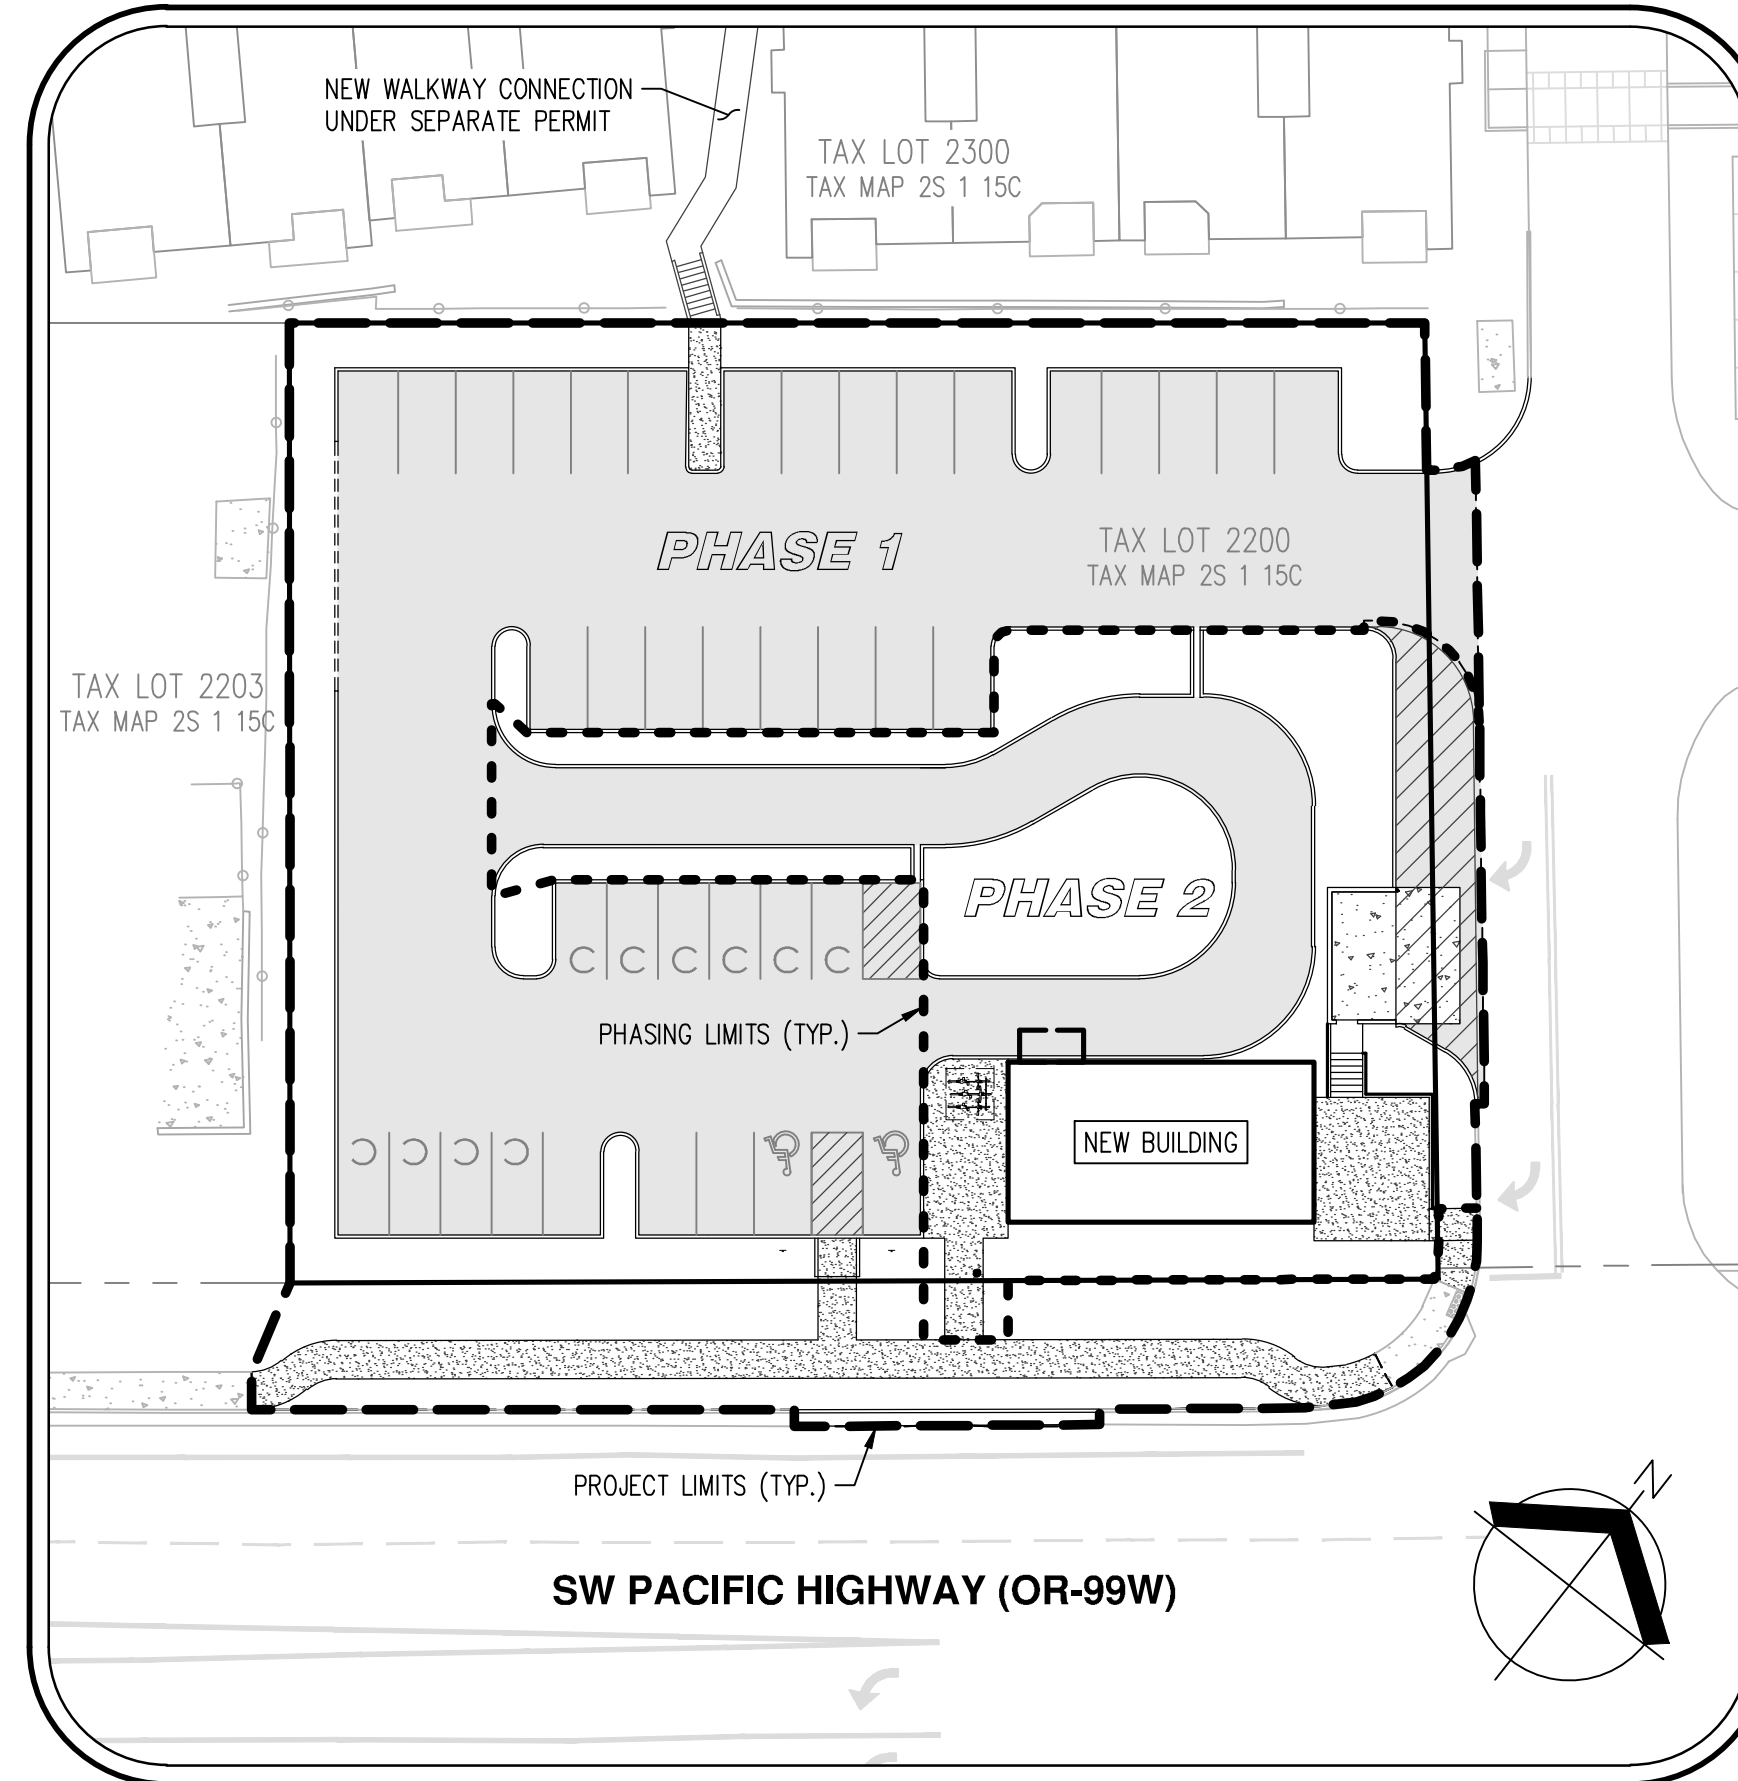 NEW WALKWAY CONNECTION
UNDER SEPARATE PERMIT
TAX LOT 2300
TAX MAP 2S 1 15C
PHASE 1
TAX LOT 2200
TAX MAP 2S 1 15C
TAX LOT 2203
TAX MAP 2S 1 15C
PHASE 2
C C C C C C
PHASING LIMITS (TYP.)
NEW BUILDING
PROJECT LIMITS (TYP.)
N
SW PACIFIC HIGHWAY (OR-99W)